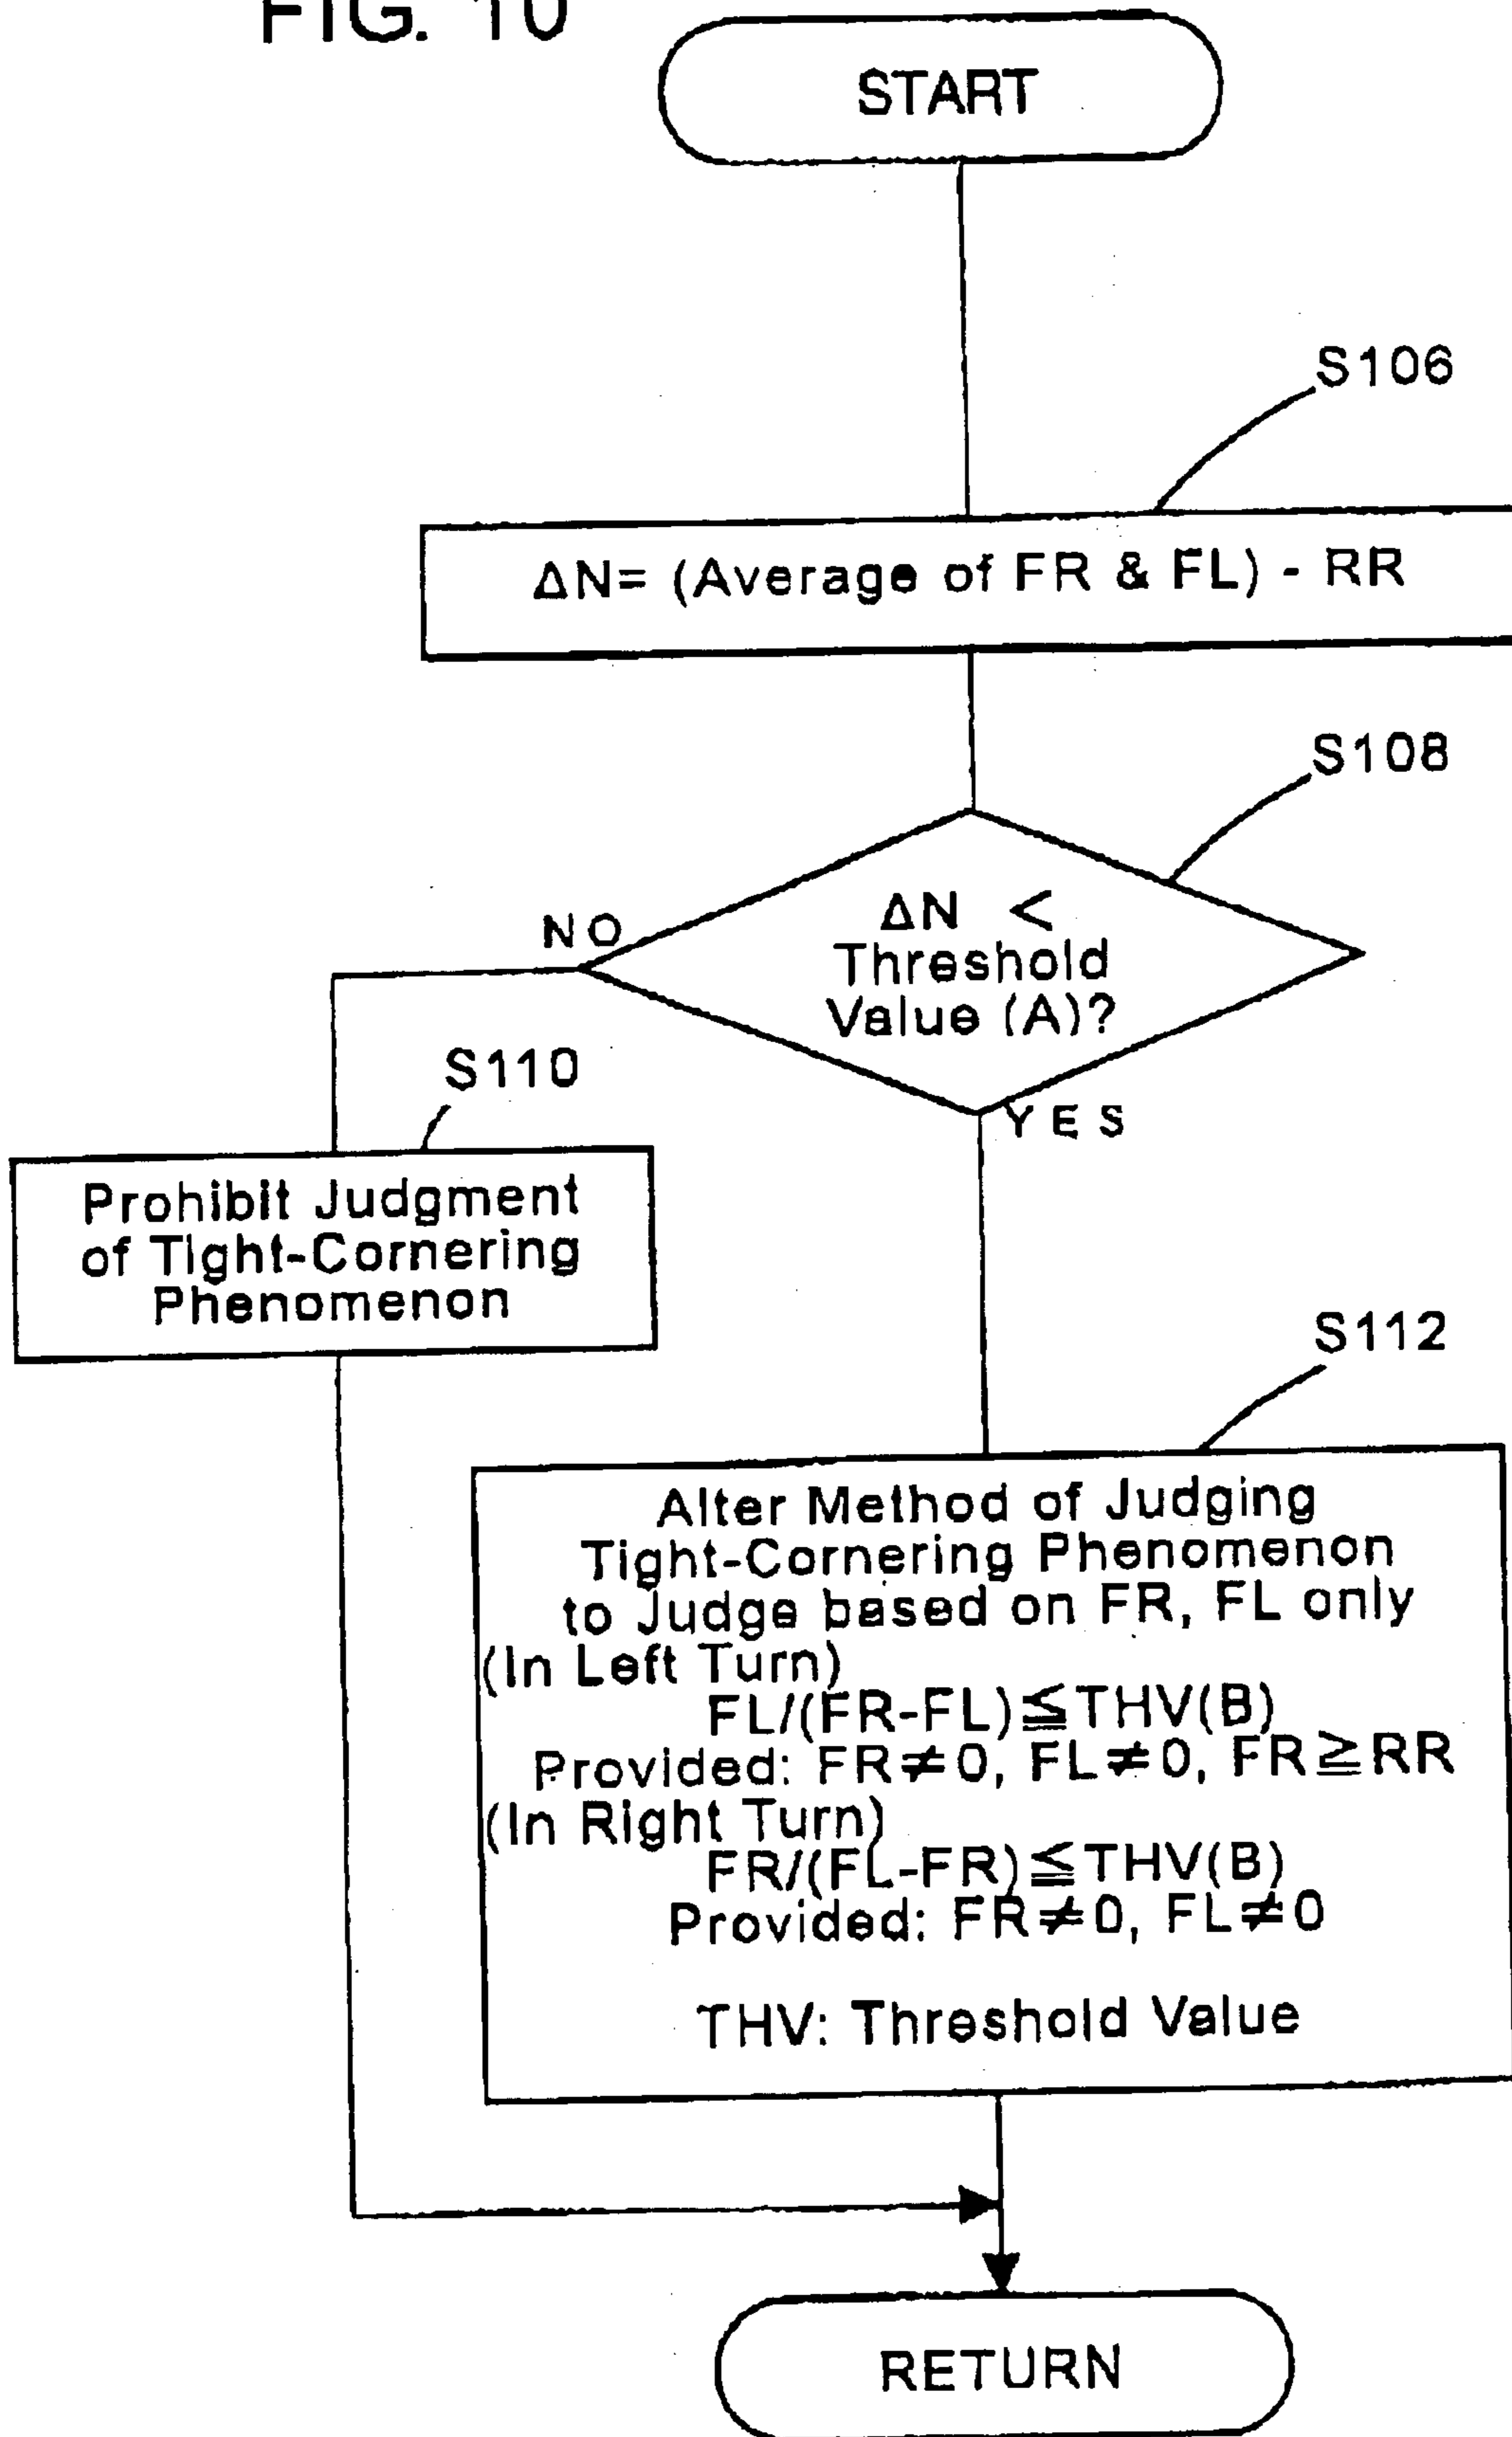 FIG. 10
START
S106
ΔN= (Average of FR & FL) - RR
S108
ΔN <
Threshold
Value (A)?
NO
YES
S110
Prohibit Judgment
of Tight-Cornering
Phenomenon
S112
Alter Method of Judging
Tight-Cornering Phenomenon
to Judge based on FR, FL only
(In Left Turn)
FL/(FR-FL)≦THV(B)
Provided: FR≠0, FL≠0, FR≧RR
(In Right Turn)
FR/(FL-FR)≦THV(B)
Provided: FR≠0, FL≠0
THV: Threshold Value
RETURN